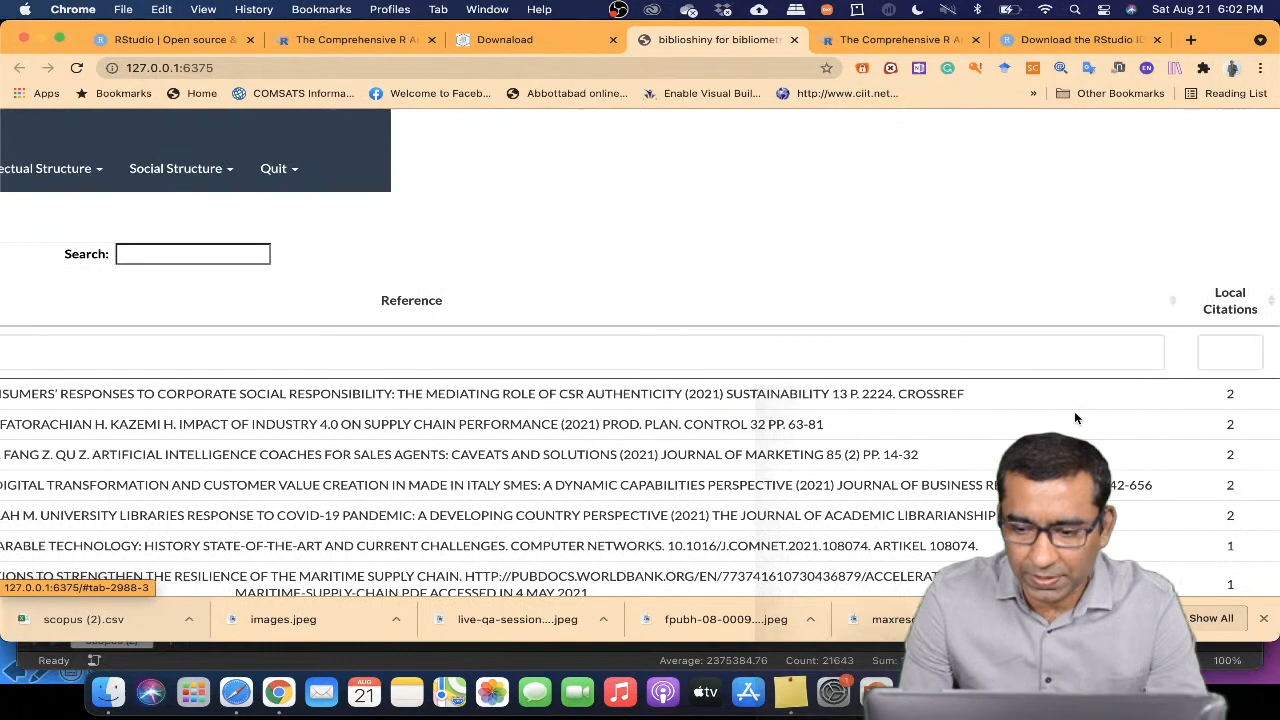 Chrome File Edit View History Bookmarks Profiles Tab Window Help Sat Aug 21 6:02 PM
RStudio | Open source & The Comprehensive R A Downaload biblioshiny for bibliomet The Comprehensive R A Download the RStudio I
127.0.0.1:6375
Apps Bookmarks Home COMSATS Informa... Welcome to Faceb... Abbottabad online... Enable Visual Buil... http://www.ciit.net... » Other Bookmarks Reading List
ectual Structure Social Structure Quit
Search:
Reference Local Citations
SUMERS' RESPONSES TO CORPORATE SOCIAL RESPONSIBILITY: THE MEDIATING ROLE OF CSR AUTHENTICITY (2021) SUSTAINABILITY 13 P. 2224. CROSSREF 2
FATORACHIAN H. KAZEMI H. IMPACT OF INDUSTRY 4.0 ON SUPPLY CHAIN PERFORMANCE (2021) PROD. PLAN. CONTROL 32 PP. 63-81 2
FANG Z. QU Z. ARTIFICIAL INTELLIGENCE COACHES FOR SALES AGENTS: CAVEATS AND SOLUTIONS (2021) JOURNAL OF MARKETING 85 (2) PP. 14-32 2
DIGITAL TRANSFORMATION AND CUSTOMER VALUE CREATION IN MADE IN ITALY SMES: A DYNAMIC CAPABILITIES PERSPECTIVE (2021) JOURNAL OF BUSINESS RE 42-656 2
AH M. UNIVERSITY LIBRARIES RESPONSE TO COVID-19 PANDEMIC: A DEVELOPING COUNTRY PERSPECTIVE (2021) THE JOURNAL OF ACADEMIC LIBRARIANSHIP 2
ARABLE TECHNOLOGY: HISTORY STATE-OF-THE-ART AND CURRENT CHALLENGES. COMPUTER NETWORKS. 10.1016/J.COMNET.2021.108074. ARTIKEL 108074. 1
IONS TO STRENGTHEN THE RESILIENCE OF THE MARITIME SUPPLY CHAIN. HTTP://PUBDOCS.WORLDBANK.ORG/EN/773741610730436879/ACCELERAT 1
MARITIME-SUPPLY-CHAIN PDF ACCESSED IN 4 MAY 2021
127.0.0.1:6375/#tab-2988-3
scopus (2).csv images.jpeg live-qa-session....jpeg fpubh-08-0009....jpeg maxres Show All
Ready Average: 2375384.76 Count: 21643 Sum: 100%
AUG
21
tv
1